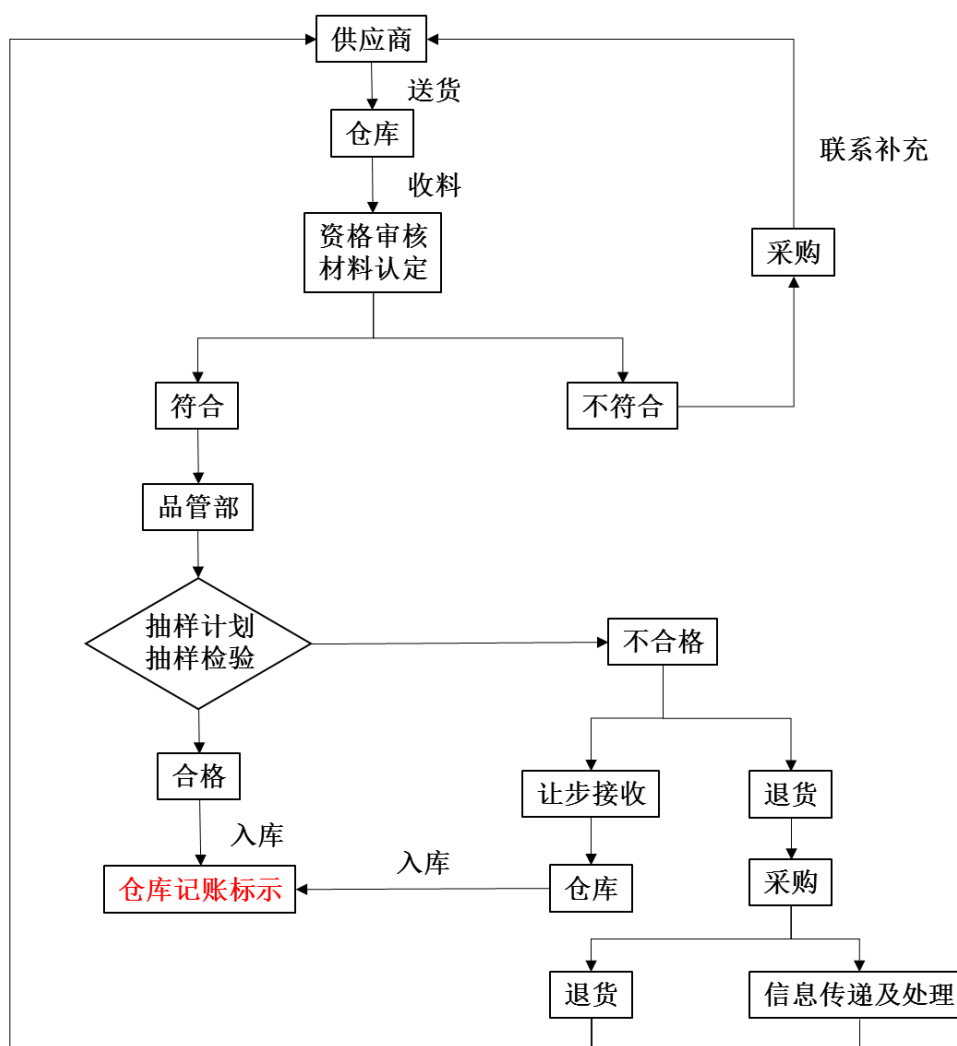 供应商
送货
仓库
联系补充
收料
资格审核
材料认定
采购
符合
不符合
品管部
抽样计划
抽样检验
不合格
合格
让步接收
退货
入库
入库
仓库记账标示
仓库
采购
退货
信息传递及处理